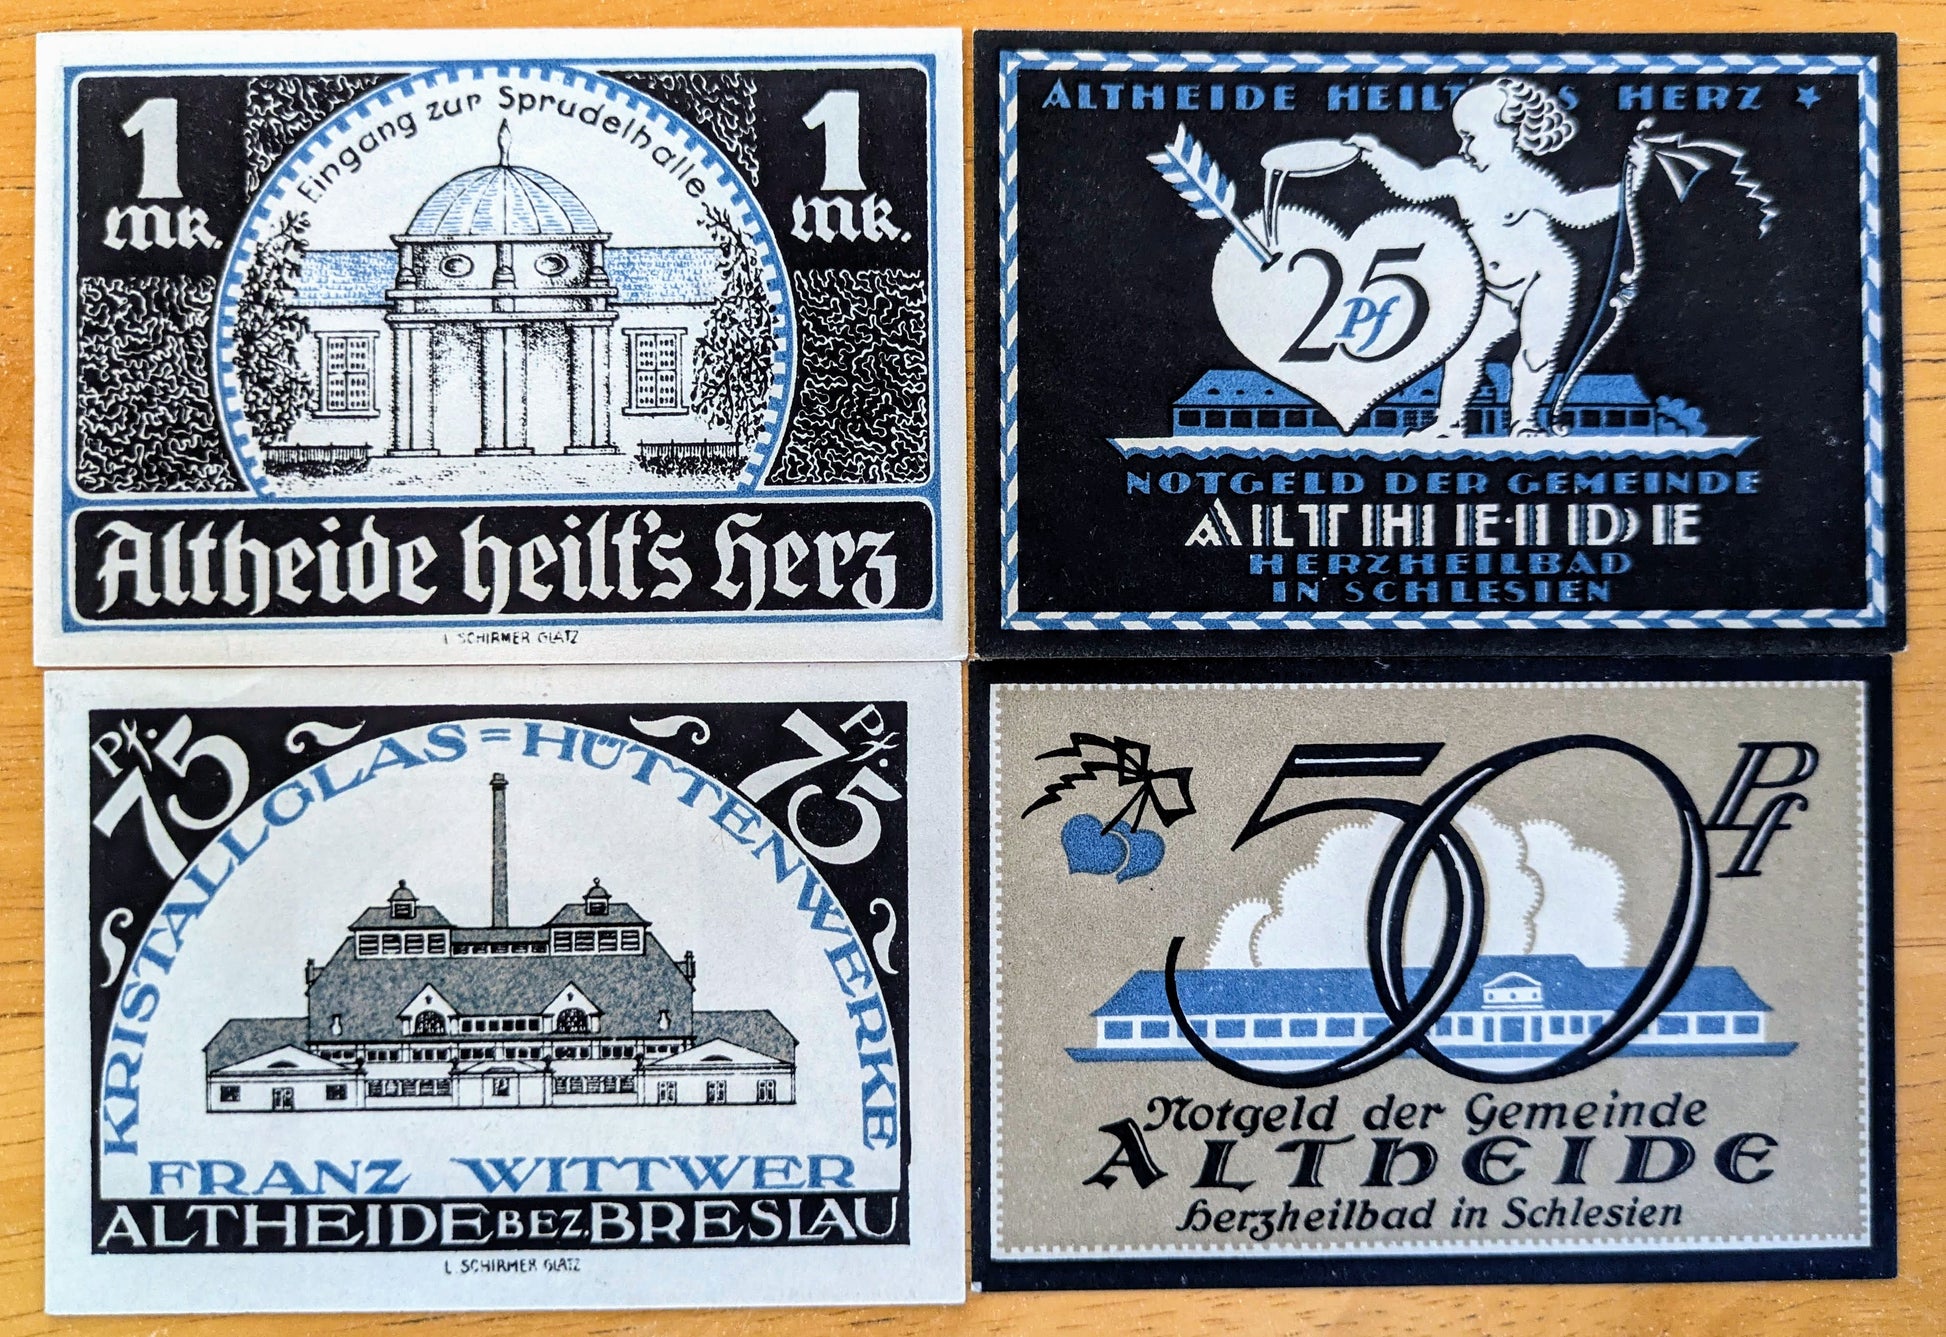 1
mk.
Eingang zur Sprudelhalle
1
mk.
Altheide heilt's Herz
L. SCHIRMER GLATZ
ALTHEIDE HEILT S HERZ
25
Pf
NOTGELD DER GEMEINDE
ALTHEIDE
HERZHEILBAD
IN SCHLESIEN
Pf.
75
Pf.
75
KRISTALLGLAS=HÜTTENWERKE
FRANZ WITTWER
ALTHEIDE BEZ. BRESLAU
L. SCHIRMER GLATZ
50 Pf
Notgeld der Gemeinde
ALTHEIDE
Herzheilbad in Schlesien